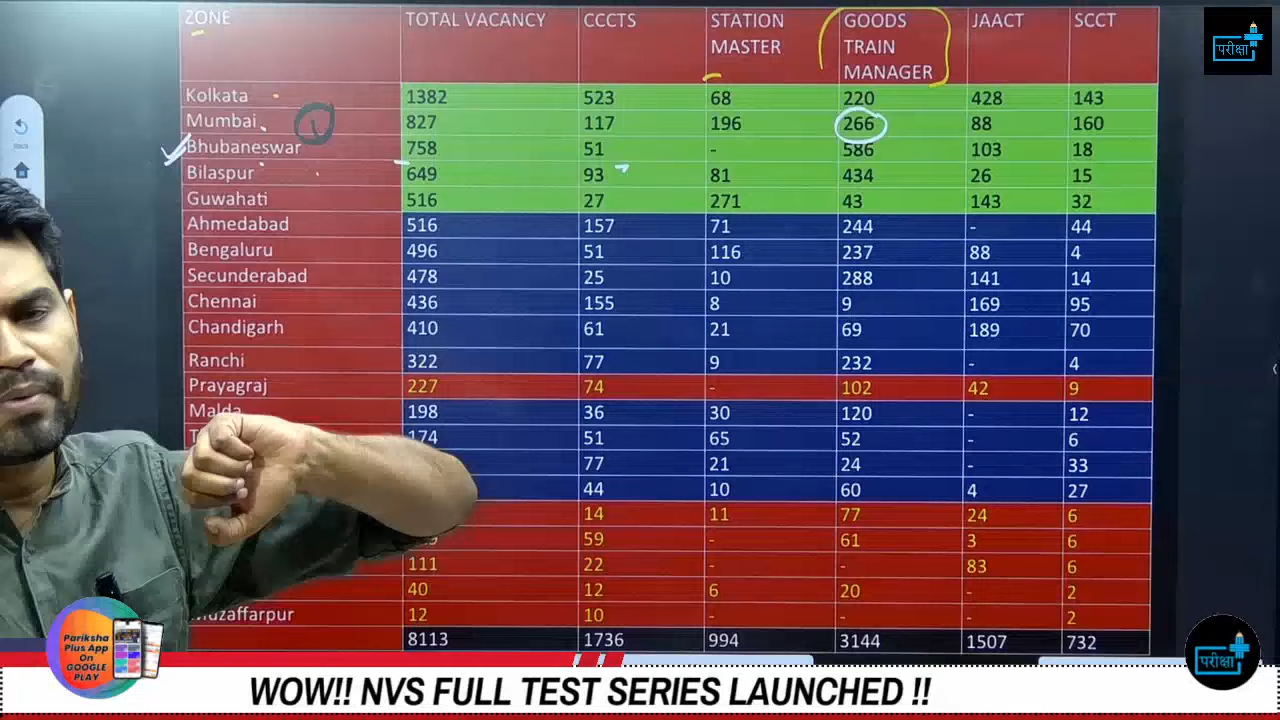 ZONE TOTAL VACANCY CCCTS STATION MASTER GOODS TRAIN MANAGER JAACT SCCT
Kolkata 1382 523 68 220 428 143
Mumbai 827 117 196 266 88 160
Bhubaneswar 758 51 - 586 103 18
Bilaspur 649 93 81 434 26 15
Guwahati 516 27 271 43 143 32
Ahmedabad 516 157 71 244 - 44
Bengaluru 496 51 116 237 88 4
Secunderabad 478 25 10 288 141 14
Chennai 436 155 8 9 169 95
Chandigarh 410 61 21 69 189 70
Ranchi 322 77 9 232 - 4
Prayagraj 227 74 - 102 42 9
Malda 198 36 30 120 - 12
174 51 65 52 - 6
77 21 24 - 33
44 10 60 4 27
14 11 77 24 6
59 - 61 3 6
111 22 - - 83 6
40 12 6 20 - 2
12 10 - - - 2
8113 1736 994 3144 1507 732
परीक्षा
Pariksha
Plus App
On
GOOGLE
PLAY
परीक्षा
WOW!! NVS FULL TEST SERIES LAUNCHED !!